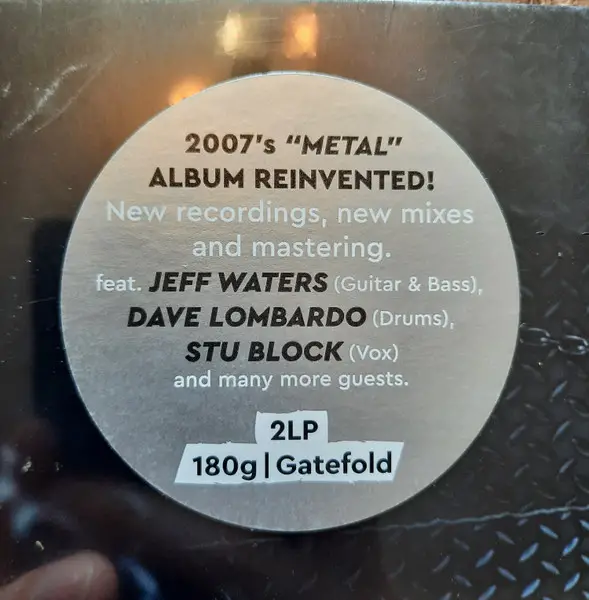 2007's "METAL"
ALBUM REINVENTED!
New recordings, new mixes
and mastering.
feat. JEFF WATERS (Guitar & Bass),
DAVE LOMBARDO (Drums),
STU BLOCK (Vox)
and many more guests.
2LP
180g | Gatefold